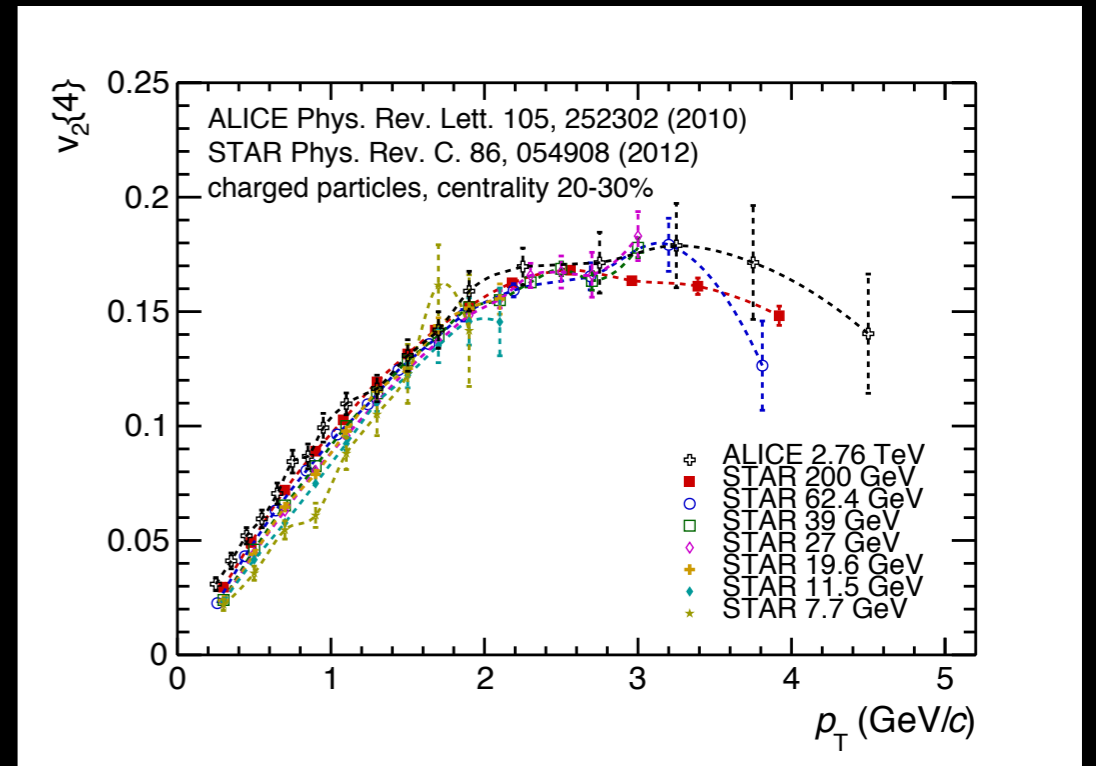 v2{4}
0.25
0.2
0.15
0.1
0.05
0
ALICE Phys. Rev. Lett. 105, 252302 (2010)
STAR Phys. Rev. C. 86, 054908 (2012)
charged particles, centrality 20-30%
ALICE 2.76 TeV
STAR 200 GeV
STAR 62.4 GeV
STAR 39 GeV
STAR 27 GeV
STAR 19.6 GeV
STAR 11.5 GeV
STAR 7.7 GeV
0 1 2 3 4 5
pT (GeV/c)